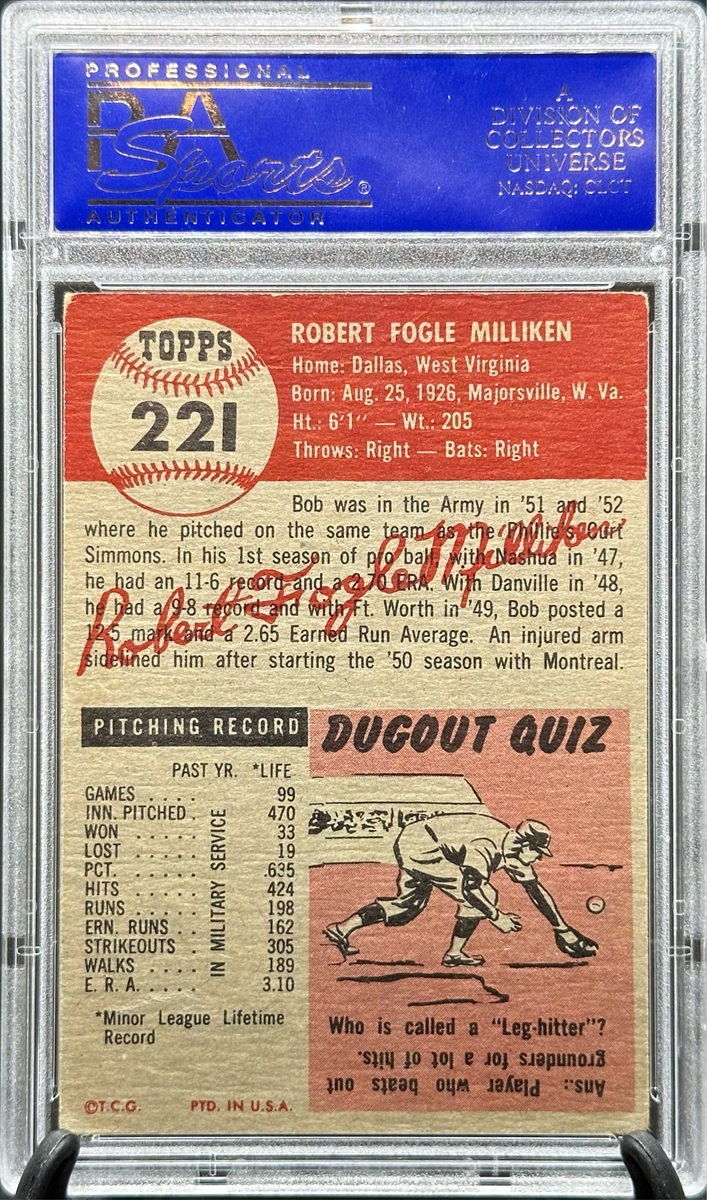 PROFESSIONAL
PSA
Sports®
AUTHENTICATOR
A
DIVISION OF
COLLECTORS
UNIVERSE
NASDAQ: CLCT
TOPPS
221
ROBERT FOGLE MILLIKEN
Home: Dallas, West Virginia
Born: Aug. 25, 1926, Majorsville, W. Va.
Ht.: 6'1" — Wt.: 205
Throws: Right — Bats: Right
Bob was in the Army in '51 and '52
where he pitched on the same team as the Phillie's Curt
Simmons. In his 1st season of pro ball, with Nashua in '47,
he had an 11-6 record and a 2.70 ERA. With Danville in '48,
he had a 9-8 record and with Ft. Worth in '49, Bob posted a
12-5 mark and a 2.65 Earned Run Average. An injured arm
sidelined him after starting the '50 season with Montreal.
Robert Fogle Milliken
PITCHING RECORD
PAST YR. *LIFE
GAMES . . . . 99
INN. PITCHED . 470
WON . . . . . 33
LOST . . . . . 19
PCT. . . . . . .635
HITS . . . . . 424
RUNS . . . . . 198
ERN. RUNS . . 162
STRIKEOUTS . 305
WALKS . . . . 189
E. R. A. . . . . 3.10
IN MILITARY SERVICE
*Minor League Lifetime
Record
©T.C.G. PTD. IN U.S.A.
DUGOUT QUIZ
Who is called a "Leg-hitter"?
Ans.: Player who beats out
grounders for a lot of hits.